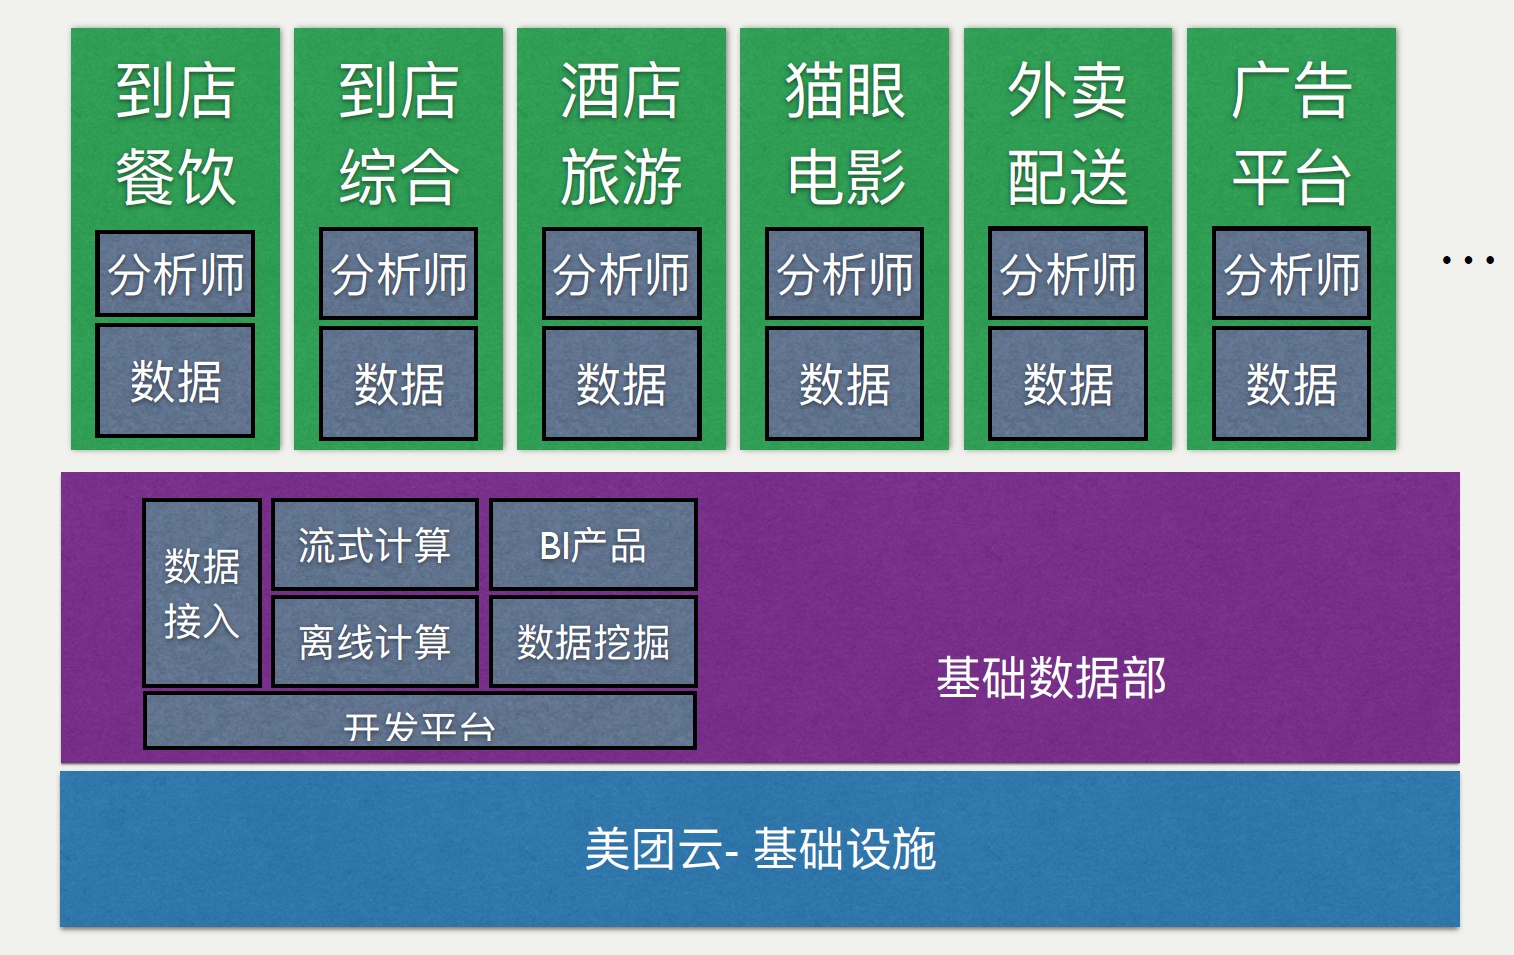 到店
餐饮
分析师
数据
到店
综合
分析师
数据
酒店
旅游
分析师
数据
猫眼
电影
分析师
数据
外卖
配送
分析师
数据
广告
平台
分析师
数据
...
数据
接入
流式计算
BI产品
离线计算
数据挖掘
开发平台
基础数据部
美团云- 基础设施